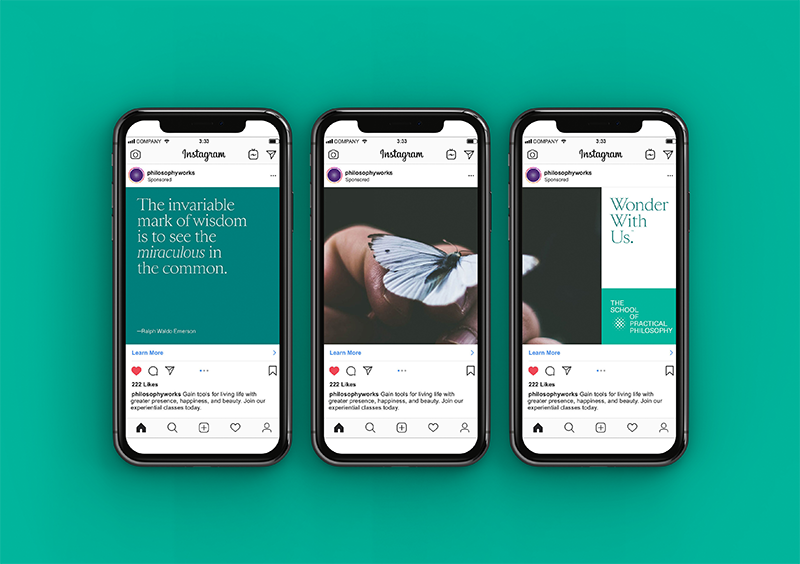 COMPANY 3:33
Instagram
philosophyworks
Sponsored
The invariable
mark of wisdom
is to see the
miraculous in
the common.
—Ralph Waldo Emerson
Learn More
222 Likes
philosophyworks Gain tools for living life with
greater presence, happiness, and beauty. Join our
experiential classes today.
COMPANY 3:33
Instagram
philosophyworks
Sponsored
Learn More
222 Likes
philosophyworks Gain tools for living life with
greater presence, happiness, and beauty. Join our
experiential classes today.
COMPANY 3:33
Instagram
philosophyworks
Sponsored
Wonder
With
Us.
THE
SCHOOL
OF
PRACTICAL
PHILOSOPHY
Learn More
222 Likes
philosophyworks Gain tools for living life with
greater presence, happiness, and beauty. Join our
experiential classes today.